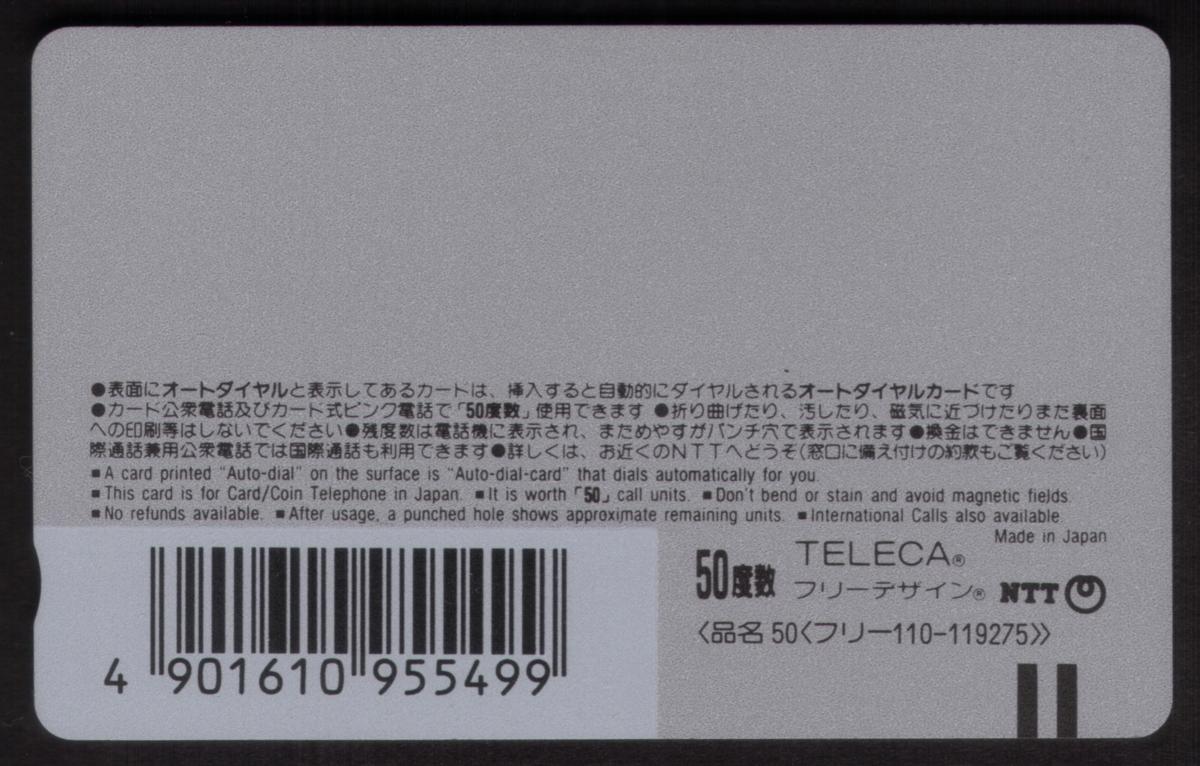 ●表面にオートダイヤルと表示してあるカードは、挿入すると自動的にダイヤルされるオートダイヤルカードです
●カード公衆電話及びカード式ピンク電話で「50度数」使用できます ●折り曲げたり、汚したり、磁気に近づけたりまた裏面
への印刷等はしないでください●残度数は電話機に表示され、まためやすがパンチ穴で表示されます●換金はできません●国
際通話兼用公衆電話では国際通話も利用できます●詳しくは、お近くのNTTへどうぞ(窓口に備え付けの約款もご覧ください)
■A card printed "Auto-dial" on the surface is "Auto-dial-card" that dials automatically for you.
■This card is for Card/Coin Telephone in Japan. ■It is worth「50」call units. ■Don't bend or stain and avoid magnetic fields.
■No refunds available. ■After usage, a punched hole shows approximate remaining units. ■International Calls also available.
Made in Japan
50度数 TELECA®
フリーデザイン® NTT
〈品名 50〈フリー110-119275〉〉
4 901610 955499